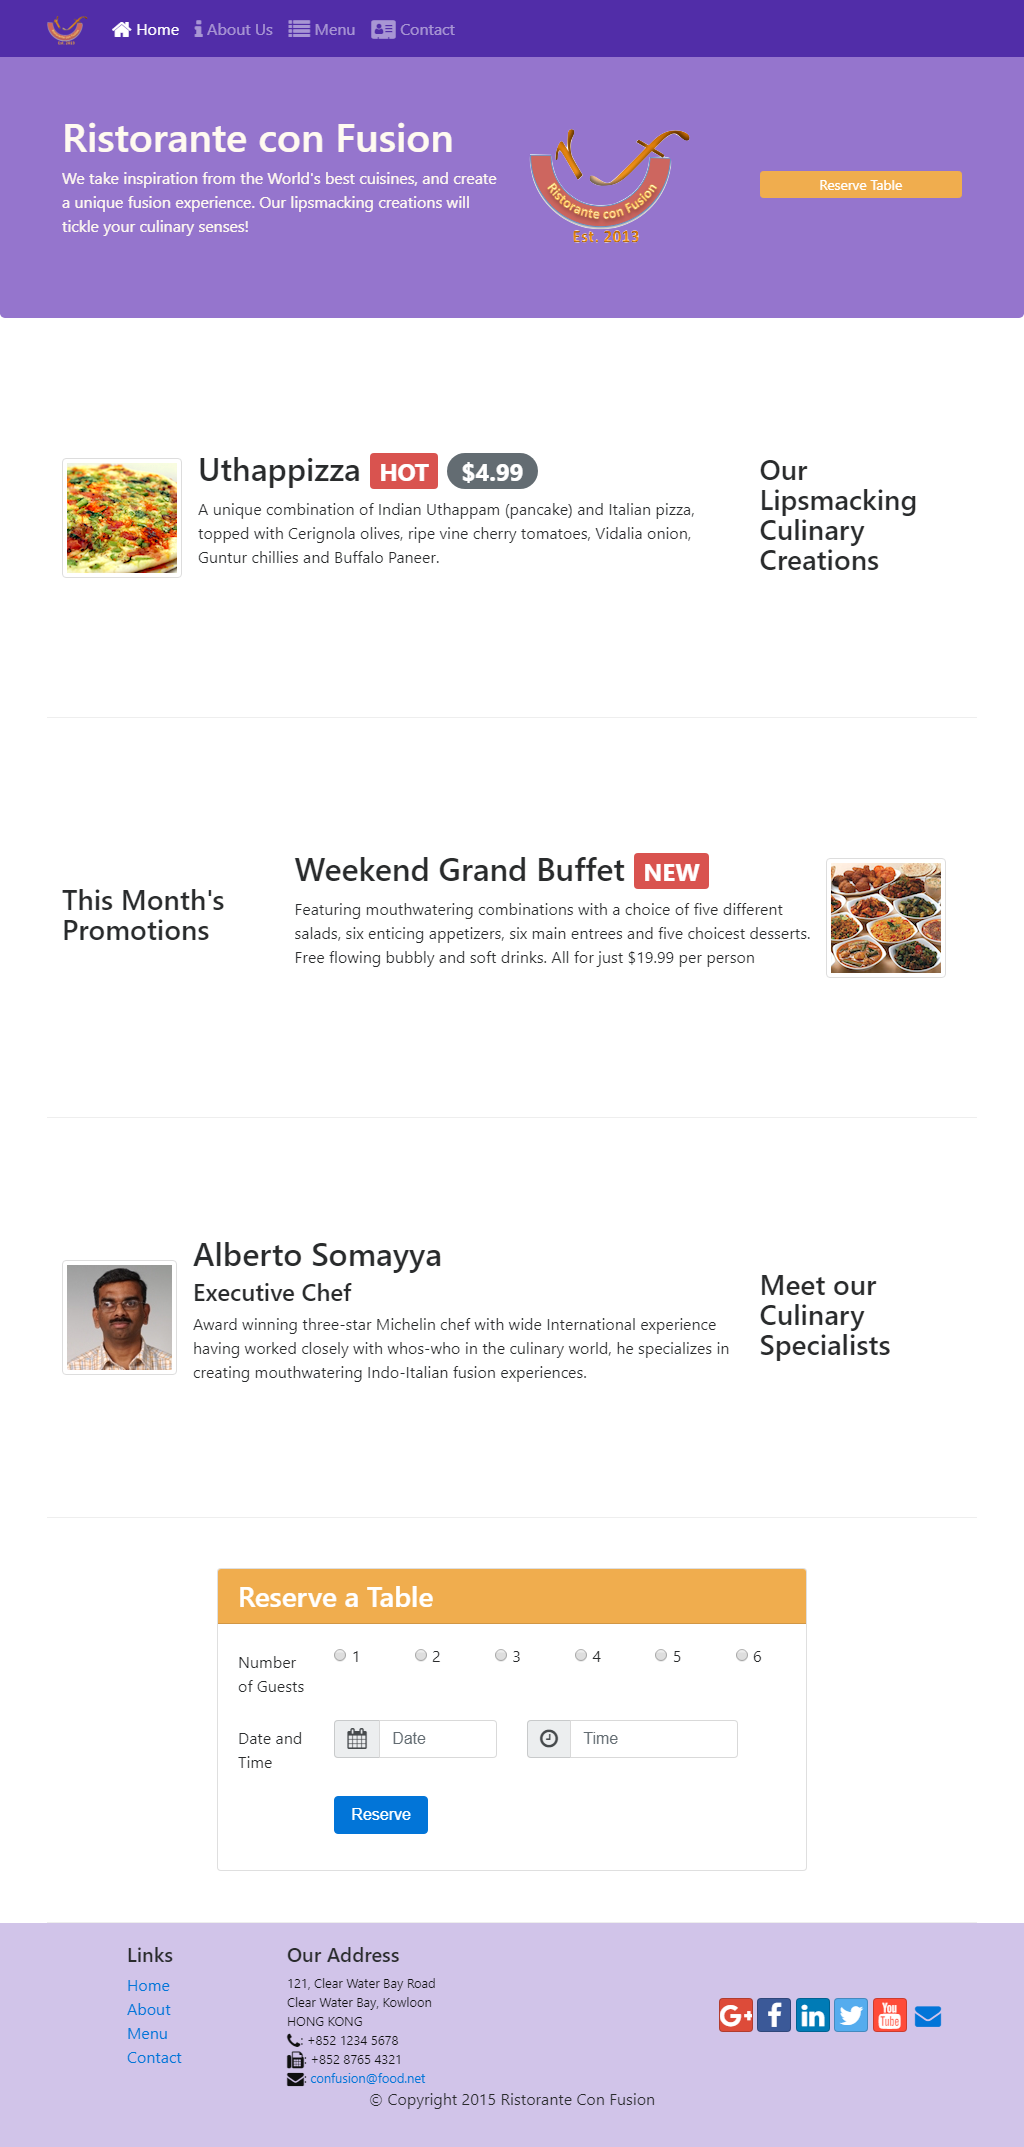 Home About Us Menu Contact
Ristorante con Fusion
We take inspiration from the World's best cuisines, and create
a unique fusion experience. Our lipsmacking creations will
tickle your culinary senses!
Ristorante con Fusion
Est. 2013
Reserve Table
Uthappizza HOT $4.99
A unique combination of Indian Uthappam (pancake) and Italian pizza,
topped with Cerignola olives, ripe vine cherry tomatoes, Vidalia onion,
Guntur chillies and Buffalo Paneer.
Our
Lipsmacking
Culinary
Creations
This Month's
Promotions
Weekend Grand Buffet NEW
Featuring mouthwatering combinations with a choice of five different
salads, six enticing appetizers, six main entrees and five choicest desserts.
Free flowing bubbly and soft drinks. All for just $19.99 per person
Alberto Somayya
Executive Chef
Award winning three-star Michelin chef with wide International experience
having worked closely with whos-who in the culinary world, he specializes in
creating mouthwatering Indo-Italian fusion experiences.
Meet our
Culinary
Specialists
Reserve a Table
Number
of Guests
1 2 3 4 5 6
Date and
Time
Date
Time
Reserve
Links
Home
About
Menu
Contact
Our Address
121, Clear Water Bay Road
Clear Water Bay, Kowloon
HONG KONG
: +852 1234 5678
: +852 8765 4321
: confusion@food.net
G+ f in You Tube
© Copyright 2015 Ristorante Con Fusion